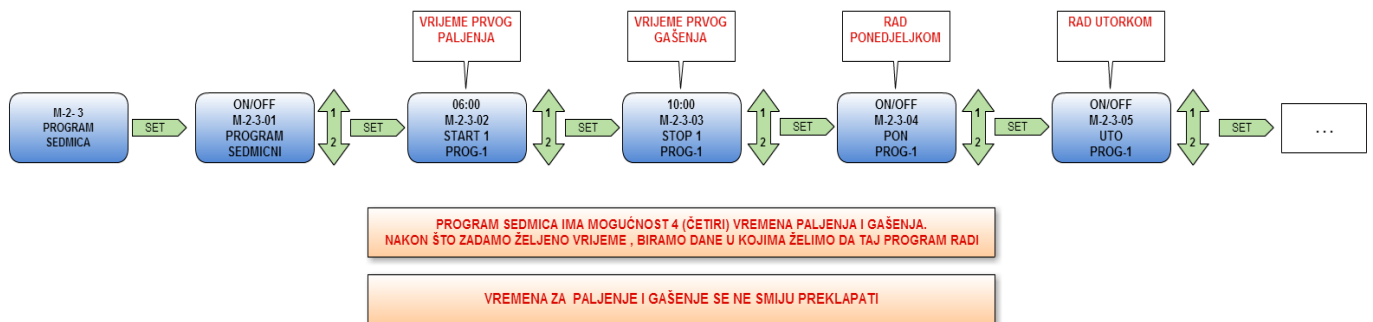 VRIJEME PRVOG
PALJENJA
VRIJEME PRVOG
GAŠENJA
RAD
PONEDJELJKOM
RAD UTORKOM
M-2- 3
PROGRAM
SEDMICA
SET
ON/OFF
M-2-3-01
PROGRAM
SEDMICNI
1
2
SET
06:00
M-2-3-02
START 1
PROG-1
1
2
SET
10:00
M-2-3-03
STOP 1
PROG-1
1
2
SET
ON/OFF
M-2-3-04
PON
PROG-1
1
2
SET
ON/OFF
M-2-3-05
UTO
PROG-1
1
2
SET
...
PROGRAM SEDMICA IMA MOGUĆNOST 4 (ČETIRI) VREMENA PALJENJA I GAŠENJA.
NAKON ŠTO ZADAMO ŽELJENO VRIJEME , BIRAMO DANE U KOJIMA ŽELIMO DA TAJ PROGRAM RADI
VREMENA ZA PALJENJE I GAŠENJE SE NE SMIJU PREKLAPATI